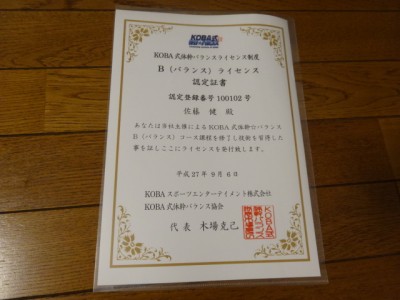 KOBA式
KOBA式体幹バランスライセンス制度
B（バランス）ライセンス
認定証書
認定登録番号100102号
佐藤 健 殿
あなたは当社主催によるKOBA式体幹☆バランス
B（バランス）コース課程を修了し技術を習得した
事を証しここにライセンスを発行致します。
平成27年9月6日
KOBAスポーツエンターテイメント株式会社
KOBA式体幹バランス協会
代表 木場克己